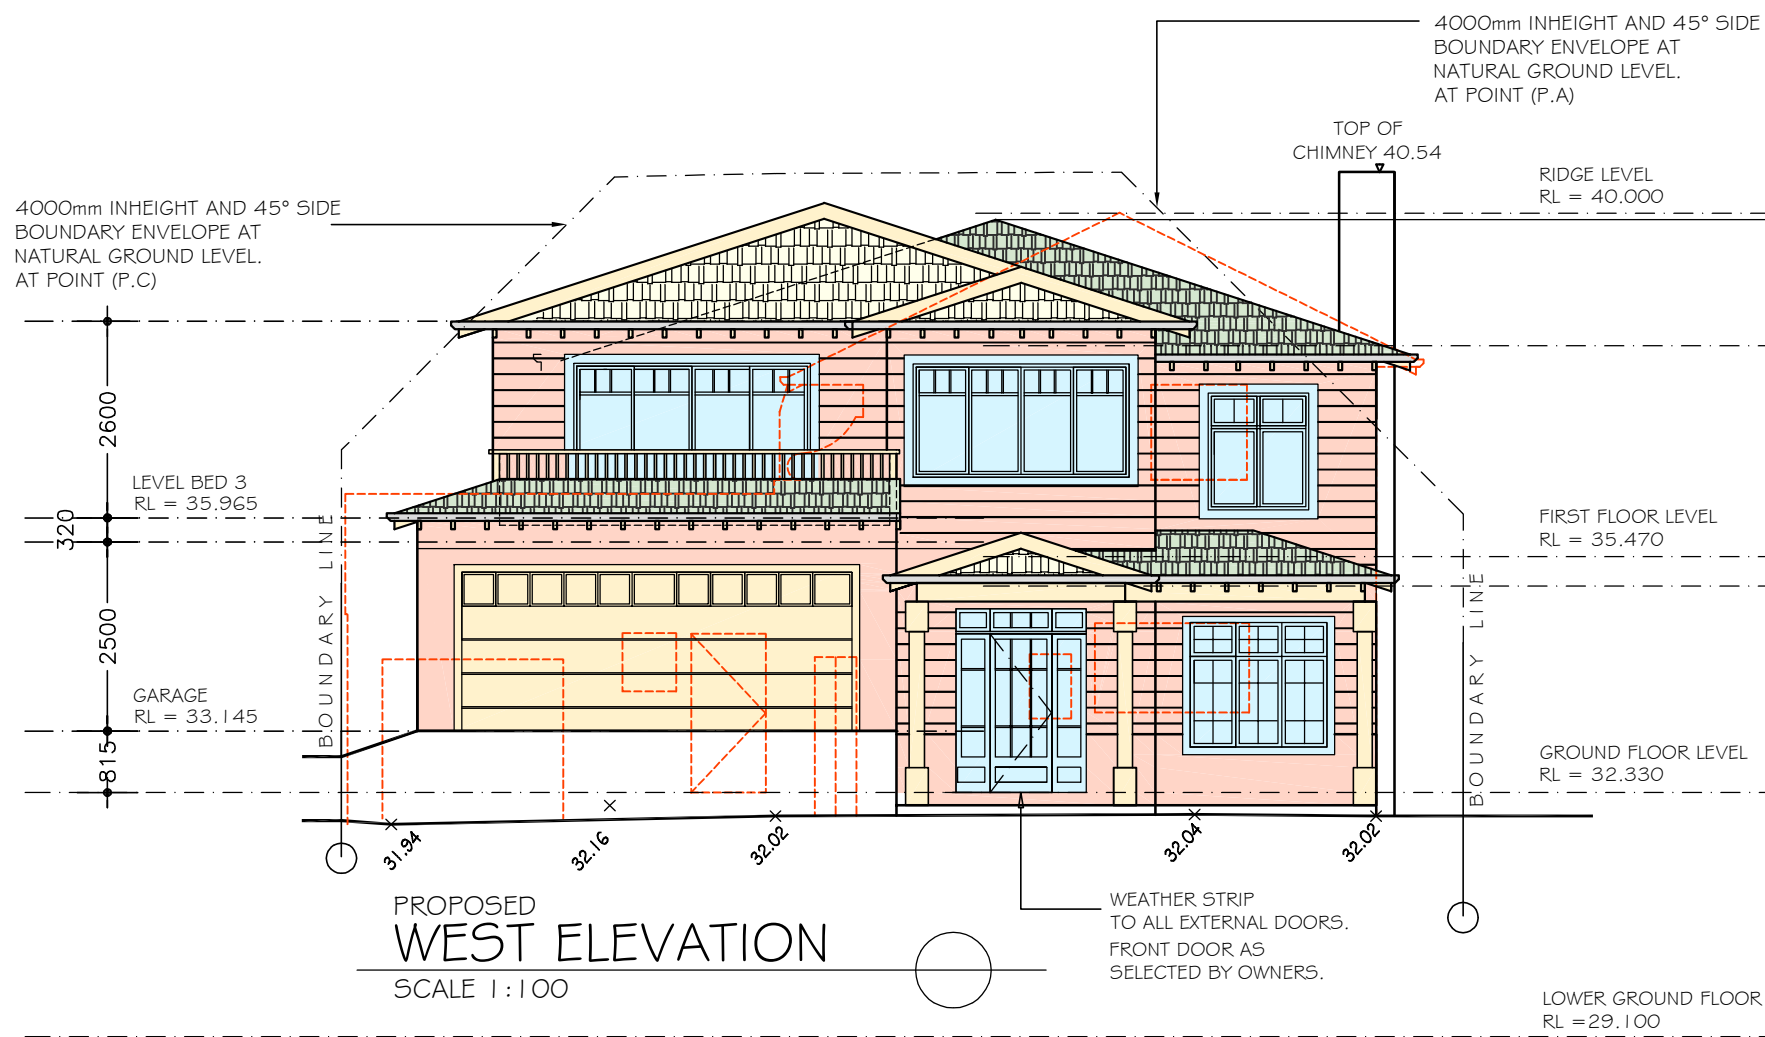 4000mm INHEIGHT AND 45° SIDE
BOUNDARY ENVELOPE AT
NATURAL GROUND LEVEL.
AT POINT (P.A)
TOP OF
CHIMNEY 40.54
RIDGE LEVEL
RL = 40.000
4000mm INHEIGHT AND 45° SIDE
BOUNDARY ENVELOPE AT
NATURAL GROUND LEVEL.
AT POINT (P.C)
2600
LEVEL BED 3
RL = 35.965
320
FIRST FLOOR LEVEL
RL = 35.470
BOUNDARY LINE
BOUNDARY LINE
2500
GARAGE
RL = 33.145
815
GROUND FLOOR LEVEL
RL = 32.330
31.94
32.16
32.02
32.04
32.02
PROPOSED
WEST ELEVATION
SCALE 1:100
WEATHER STRIP
TO ALL EXTERNAL DOORS.
FRONT DOOR AS
SELECTED BY OWNERS.
LOWER GROUND FLOOR
RL =29.100